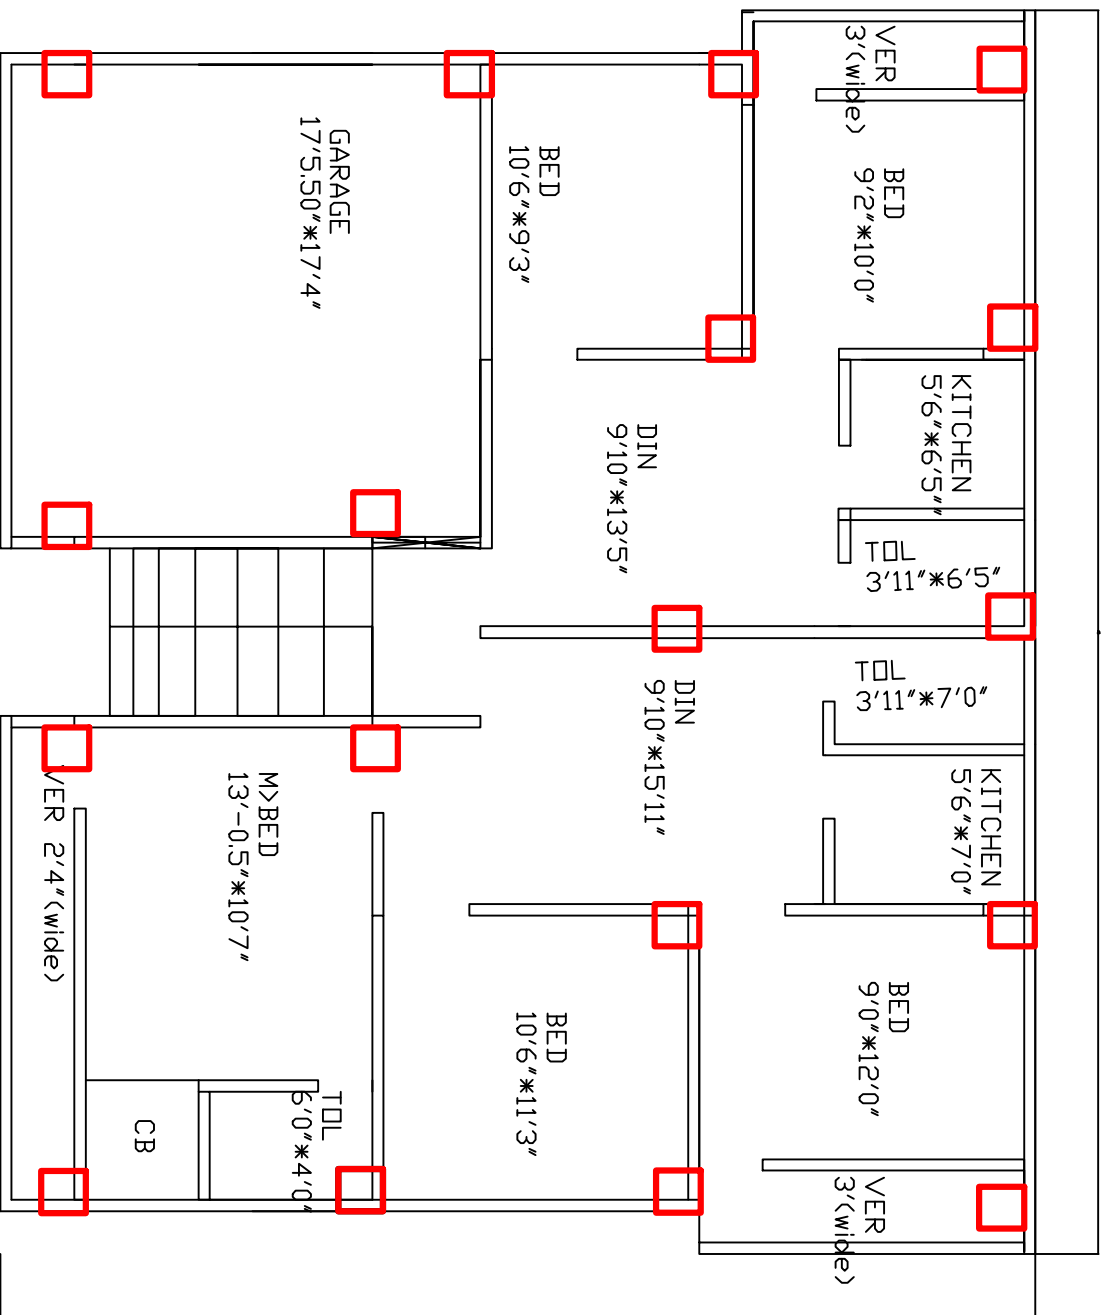 VER
3'(wide)
BED
9'2"*10'0"
BED
10'6"*9'3"
GARAGE
17'5.50"*17'4"
KITCHEN
5'6"*6'5"
DIN
9'10"*13'5"
TOL
3'11"*6'5"
TOL
3'11"*7'0"
DIN
9'10"*15'11"
KITCHEN
5'6"*7'0"
M>BED
13'-0.5"*10'7"
VER 2'4"(wide)
BED
9'0"*12'0"
BED
10'6"*11'3"
TOL
6'0"*4'0"
CB
VER
3'(wide)